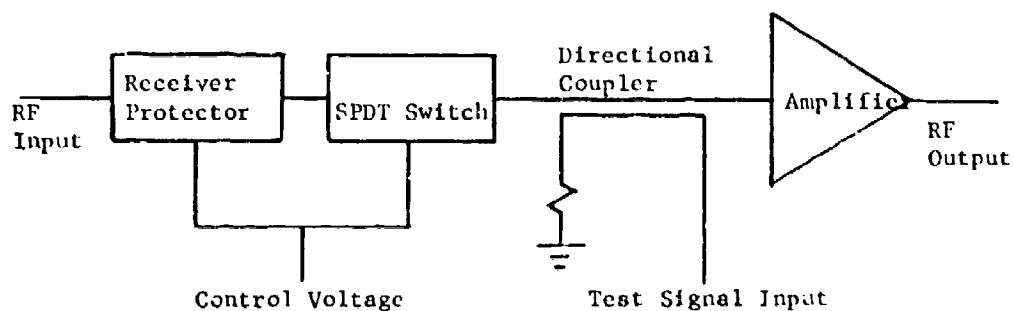 Directional
Coupler
Receiver
Protector
SPDT Switch
Amplifier
RF
Input
RF
Output
Control Voltage
Test Signal Input